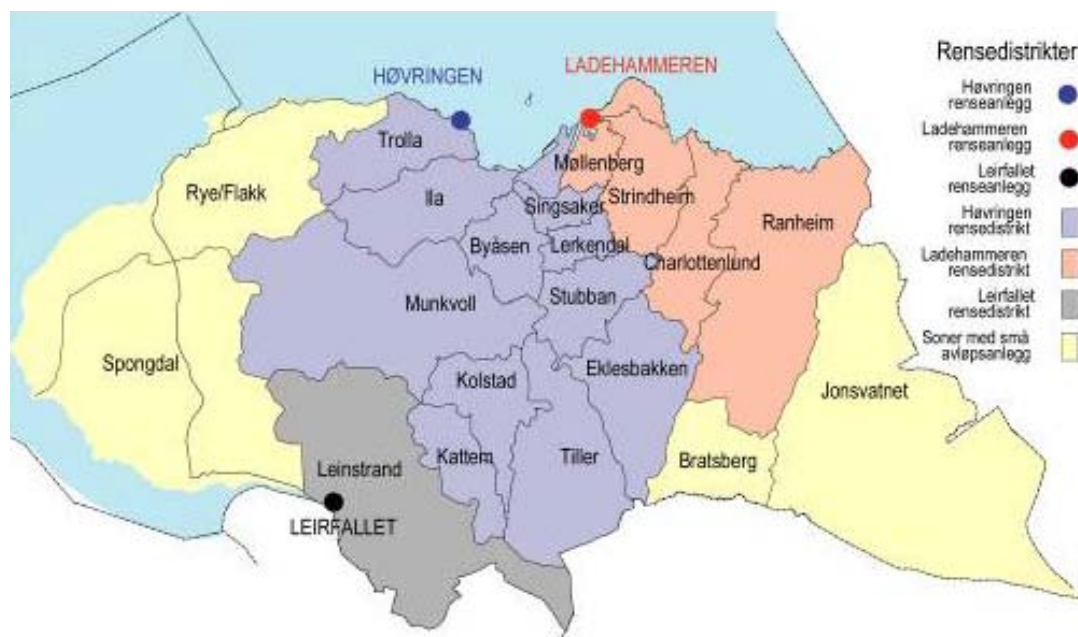 HØVRINGEN
LADEHAMMEREN
Trolla
Møllenberg
Rye/Flakk
Ila
Singsaker
Strindheim
Ranheim
Byåsen
Lerkendal
Charlottenlund
Munkvoll
Stubban
Spongdal
Kolstad
Eklesbakken
Jonsvatnet
Leinstrand
Kattem
Tiller
Bratsberg
LEIRFALLET
Rensedistrikter
Høvringen
renseanlegg
Ladehammeren
renseanlegg
Leirfallet
renseanlegg
Høvringen
rensedistrikt
Ladehammeren
rensedistrikt
Leirfallet
rensedistrikt
Soner med små
avløpsanlegg